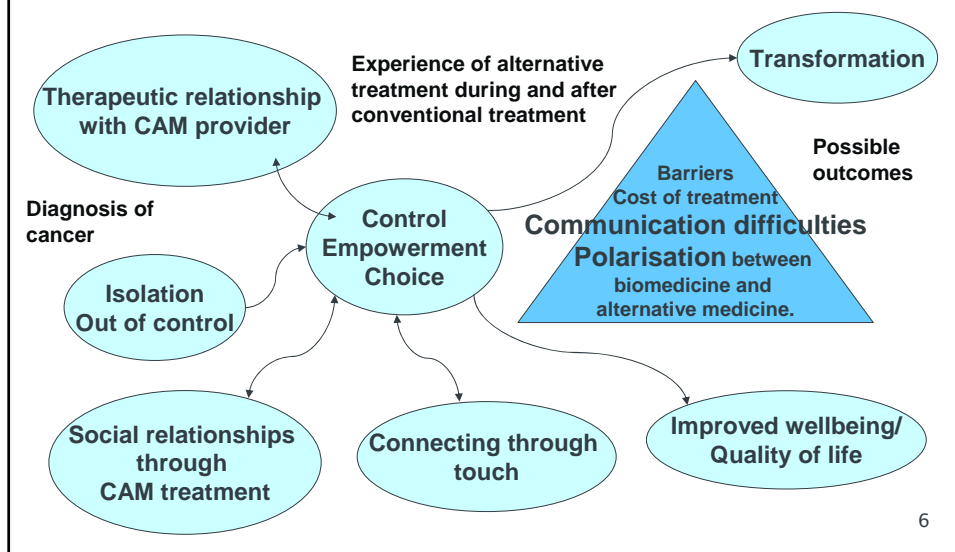 Therapeutic relationship
with CAM provider
Experience of alternative
treatment during and after
conventional treatment
Transformation
Possible
outcomes
Diagnosis of
cancer
Isolation
Out of control
Control
Empowerment
Choice
Barriers
Cost of treatment
Communication difficulties
Polarisation between
biomedicine and
alternative medicine.
Social relationships
through
CAM treatment
Connecting through
touch
Improved wellbeing/
Quality of life
6